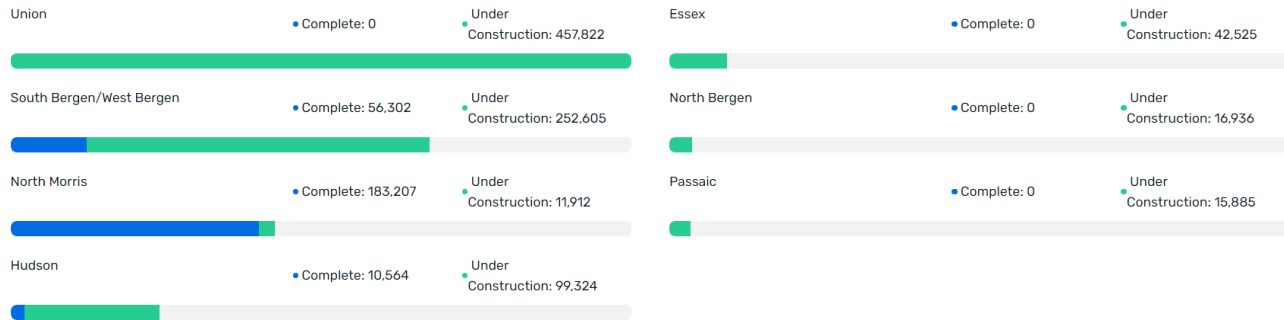 Union
Complete: 0
Under
Construction: 457,822
South Bergen/West Bergen
Complete: 56,302
Under
Construction: 252,605
North Morris
Complete: 183,207
Under
Construction: 11,912
Hudson
Complete: 10,564
Under
Construction: 99,324
Essex
Complete: 0
Under
Construction: 42,525
North Bergen
Complete: 0
Under
Construction: 16,936
Passaic
Complete: 0
Under
Construction: 15,885